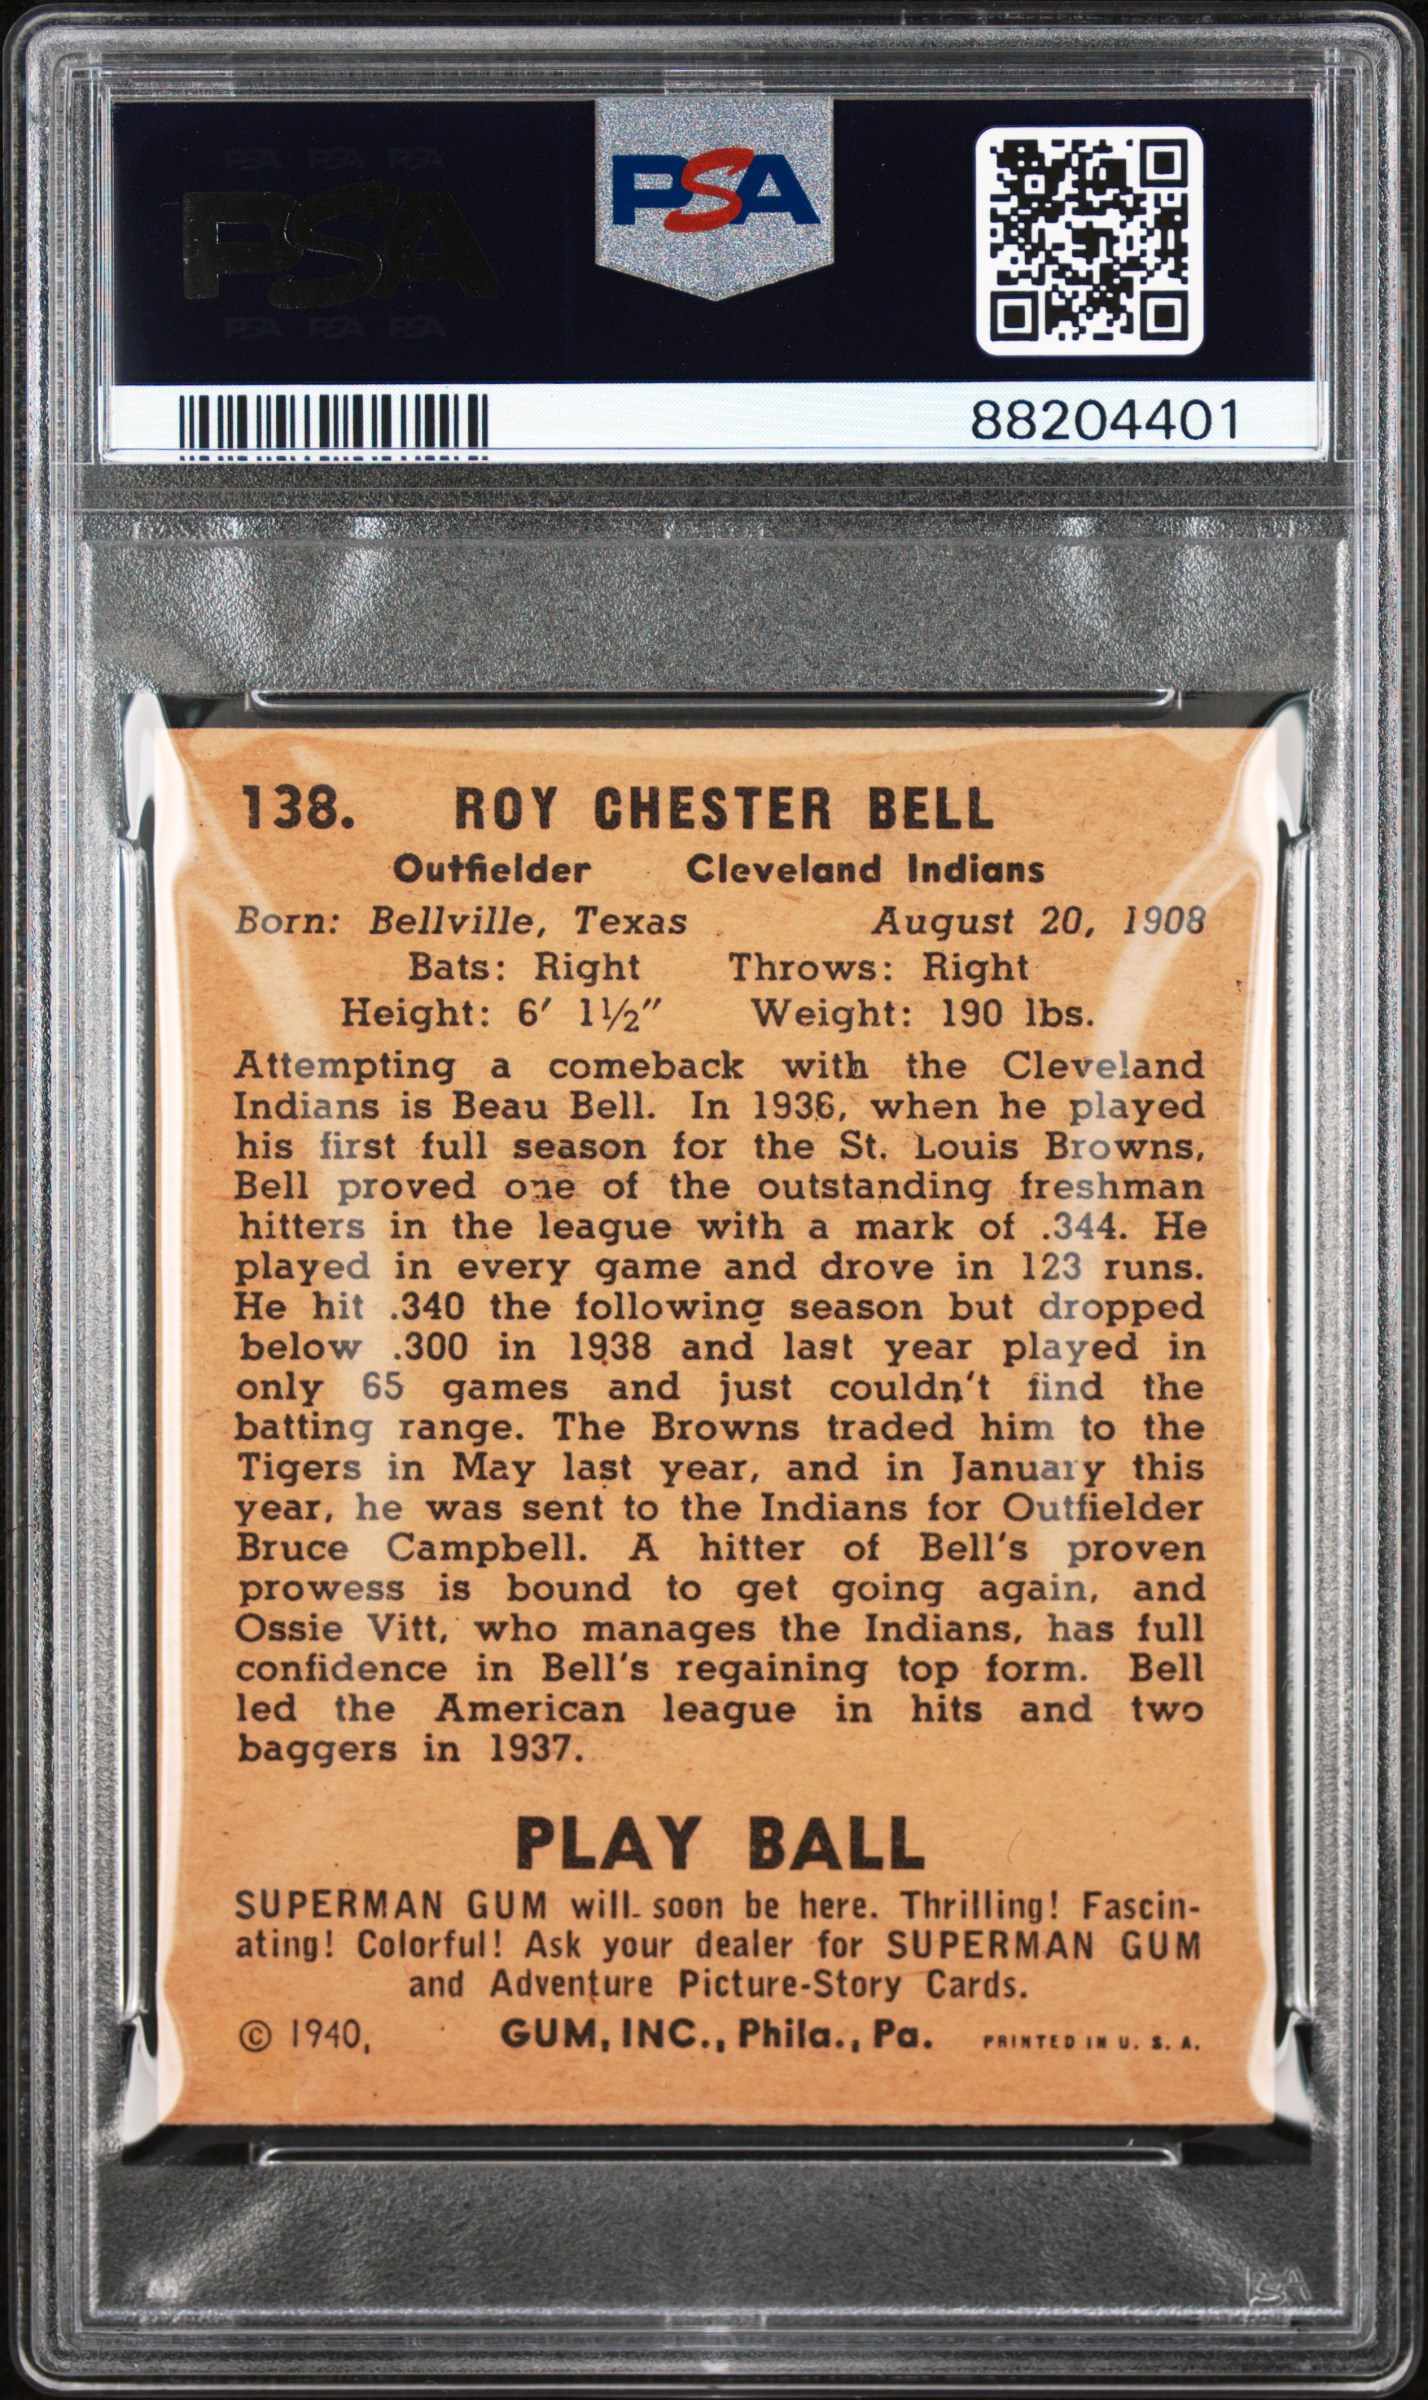 PSA PSA PSA
PSA
PSA PSA PSA
PSA
88204401
138. ROY CHESTER BELL
Outfielder Cleveland Indians
Born: Bellville, Texas August 20, 1908
Bats: Right Throws: Right
Height: 6′ 1½″ Weight: 190 lbs.
Attempting a comeback with the Cleveland
Indians is Beau Bell. In 1936, when he played
his first full season for the St. Louis Browns,
Bell proved one of the outstanding freshman
hitters in the league with a mark of .344. He
played in every game and drove in 123 runs.
He hit .340 the following season but dropped
below .300 in 1938 and last year played in
only 65 games and just couldn't find the
batting range. The Browns traded him to the
Tigers in May last year, and in January this
year, he was sent to the Indians for Outfielder
Bruce Campbell. A hitter of Bell's proven
prowess is bound to get going again, and
Ossie Vitt, who manages the Indians, has full
confidence in Bell's regaining top form. Bell
led the American league in hits and two
baggers in 1937.
PLAY BALL
SUPERMAN GUM will soon be here. Thrilling! Fascin-
ating! Colorful! Ask your dealer for SUPERMAN GUM
and Adventure Picture-Story Cards.
© 1940, GUM, INC., Phila., Pa. PRINTED IN U. S. A.
PSA